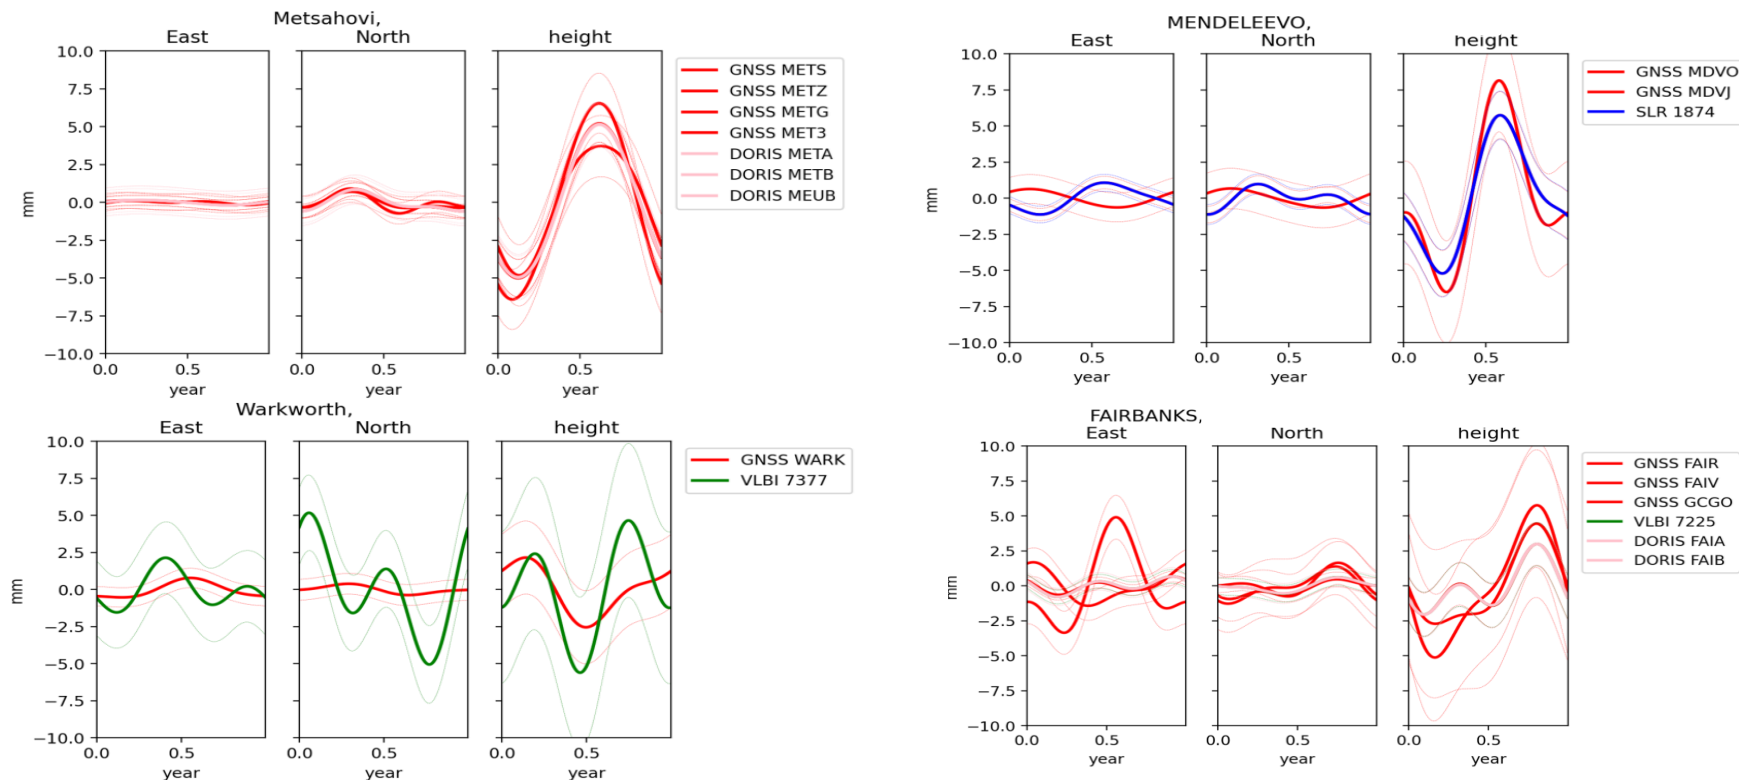 Metsahovi,
East North height
10.0
7.5
5.0
2.5
0.0
−2.5
−5.0
−7.5
−10.0
mm
0.0 0.5 0.5 0.5
0.0 0.0
year year year
GNSS METS
GNSS METZ
GNSS METG
GNSS MET3
DORIS META
DORIS METB
DORIS MEUB
MENDELEEVO,
East North height
10.0
7.5
5.0
2.5
0.0
−2.5
−5.0
−7.5
−10.0
mm
0.0 0.5 0.0 0.5 0.0 0.5
year year year
GNSS MDVO
GNSS MDVJ
SLR 1874
Warkworth,
East North height
10.0
7.5
5.0
2.5
0.0
−2.5
−5.0
−7.5
−10.0
mm
0.0 0.5 0.0 0.5 0.0 0.5
year year year
GNSS WARK
VLBI 7377
FAIRBANKS,
East North height
10.0
7.5
5.0
2.5
0.0
−2.5
−5.0
−7.5
−10.0
mm
0.0 0.5 0.0 0.5 0.0 0.5
year year year
GNSS FAIR
GNSS FAIV
GNSS GCGO
VLBI 7225
DORIS FAIA
DORIS FAIB